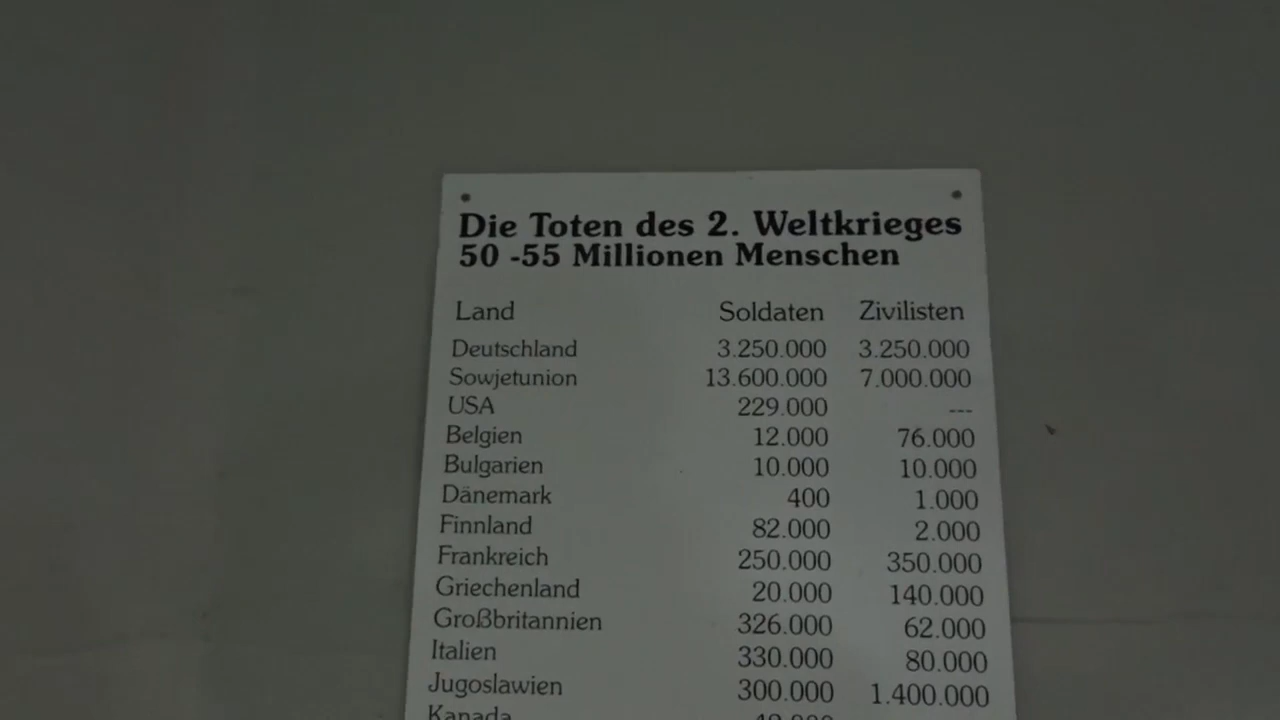 Die Toten des 2. Weltkrieges
50 -55 Millionen Menschen
Land Soldaten Zivilisten
Deutschland 3.250.000 3.250.000
Sowjetunion 13.600.000 7.000.000
USA 229.000 ---
Belgien 12.000 76.000
Bulgarien 10.000 10.000
Dänemark 400 1.000
Finnland 82.000 2.000
Frankreich 250.000 350.000
Griechenland 20.000 140.000
Großbritannien 326.000 62.000
Italien 330.000 80.000
Jugoslawien 300.000 1.400.000
Kanada